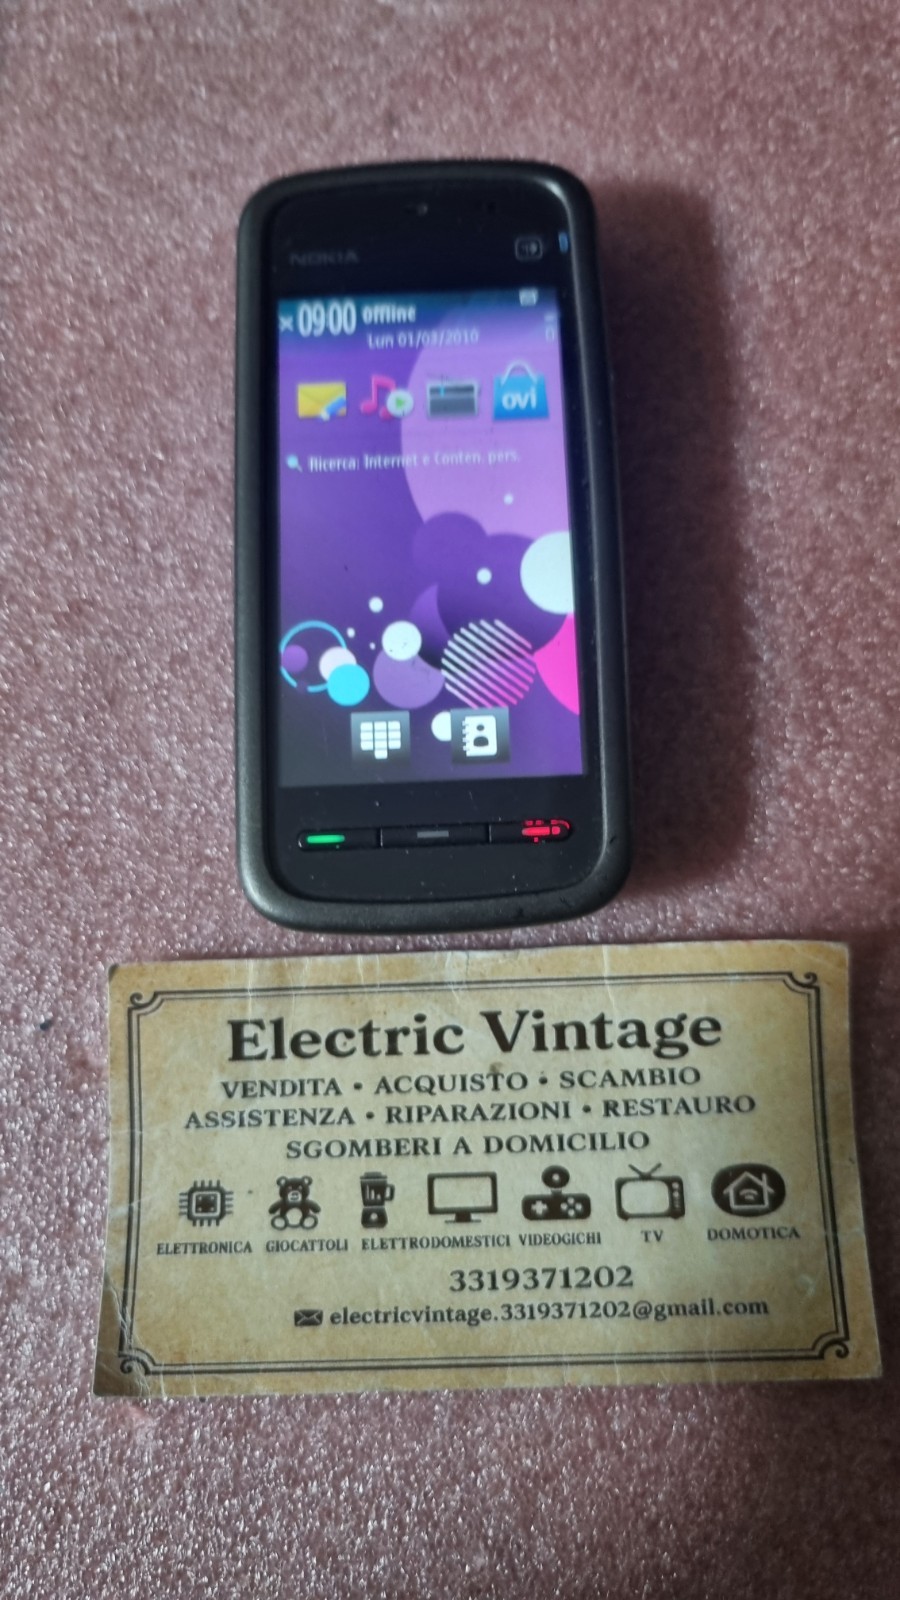 NOKIA
09:00 Offline
Lun 01/03/2010
ovi
Ricerca: Internet e Conten. pers.
Electric Vintage
VENDITA • ACQUISTO • SCAMBIO
ASSISTENZA • RIPARAZIONI • RESTAURO
SGOMBERI A DOMICILIO
ELETTRONICA GIOCATTOLI ELETTRODOMESTICI VIDEOGICHI TV DOMOTICA
3319371202
electricvintage.3319371202@gmail.com